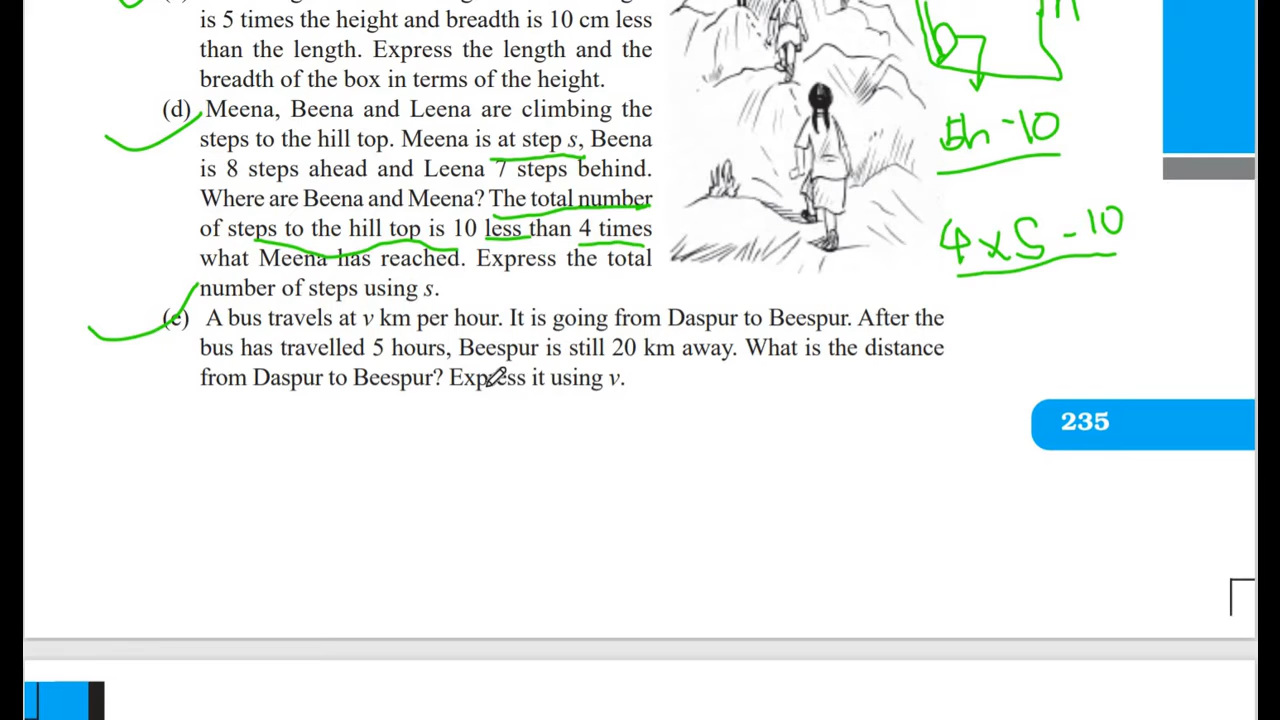 is 5 times the height and breadth is 10 cm less
than the length. Express the length and the
breadth of the box in terms of the height.
(d) Meena, Beena and Leena are climbing the
steps to the hill top. Meena is at step s, Beena
is 8 steps ahead and Leena 7 steps behind.
Where are Beena and Meena? The total number
of steps to the hill top is 10 less than 4 times
what Meena has reached. Express the total
number of steps using s.
(e) A bus travels at v km per hour. It is going from Daspur to Beespur. After the
bus has travelled 5 hours, Beespur is still 20 km away. What is the distance
from Daspur to Beespur? Express it using v.
b
h
5h - 10
4 x S - 10
235